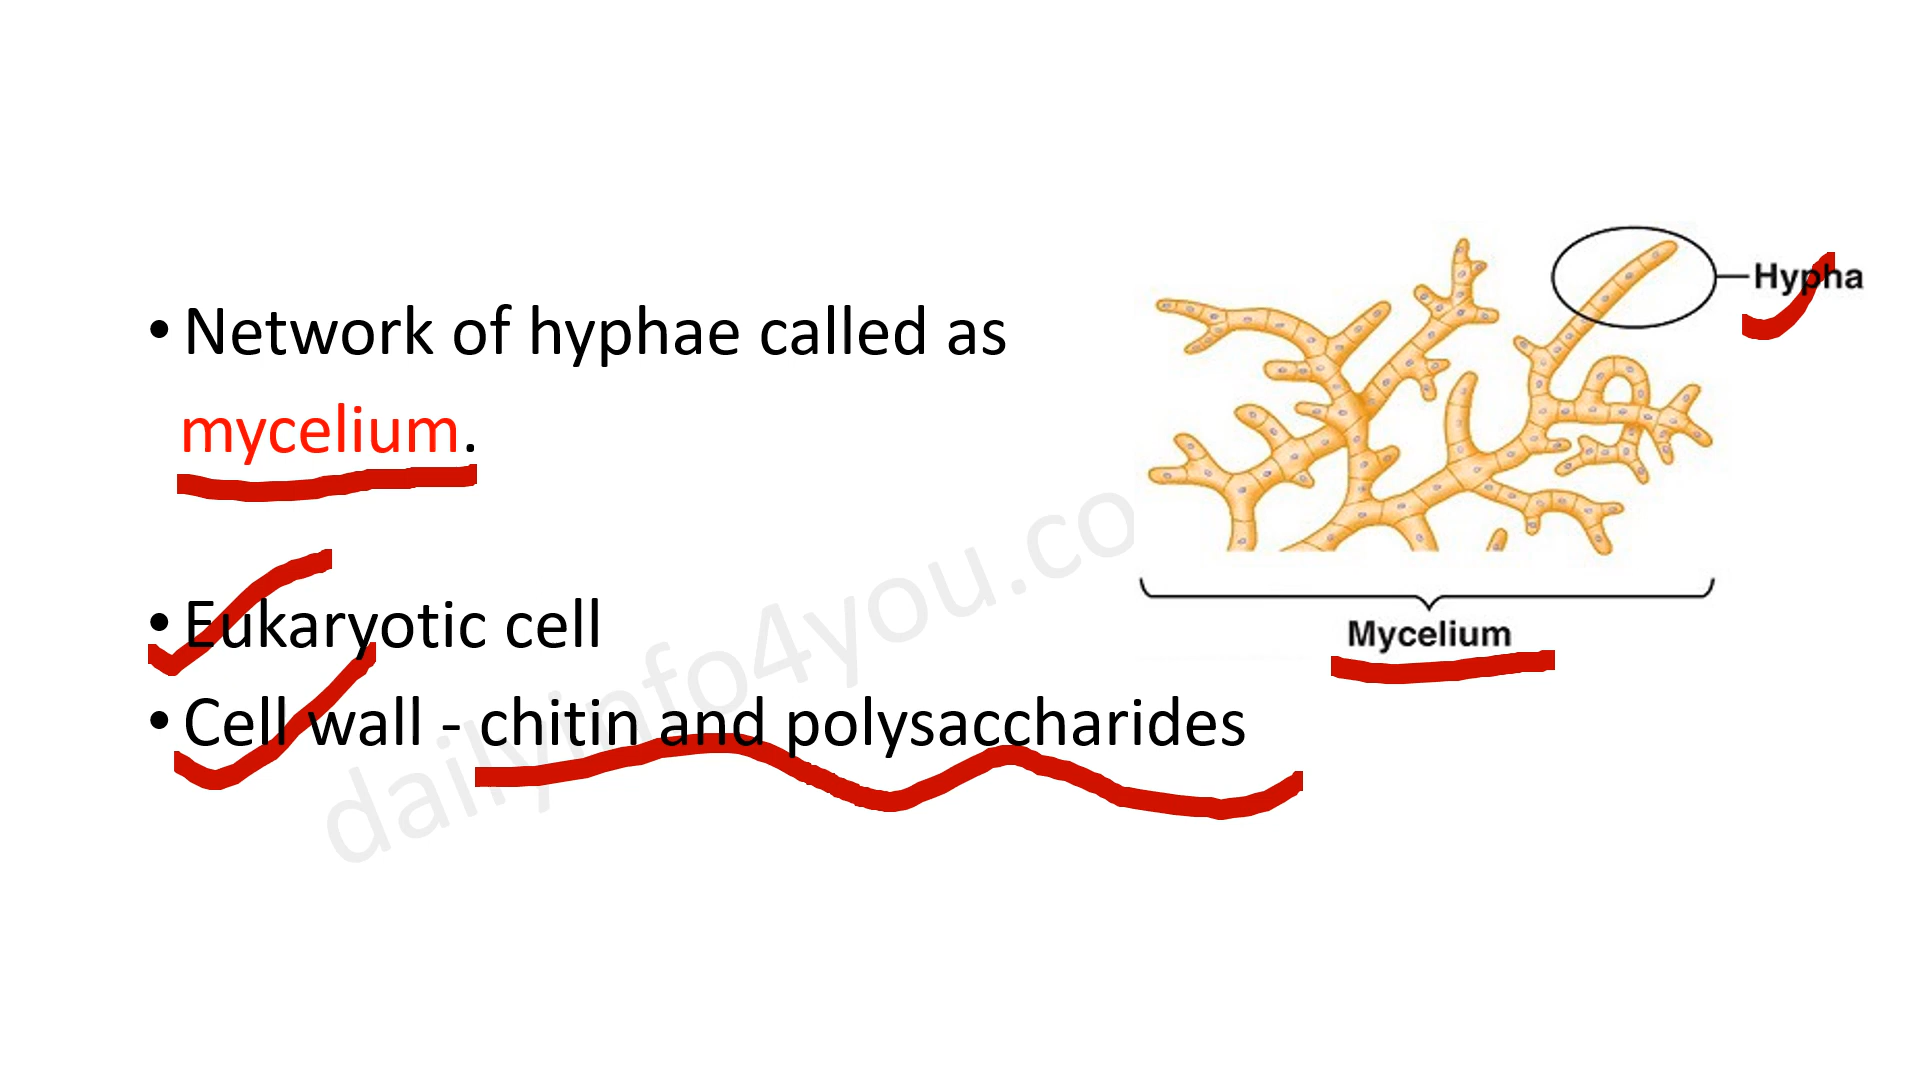 • Network of hyphae called as
mycelium.
• Eukaryotic cell
• Cell wall - chitin and polysaccharides
Hypha
Mycelium
dailyinfo4you.co